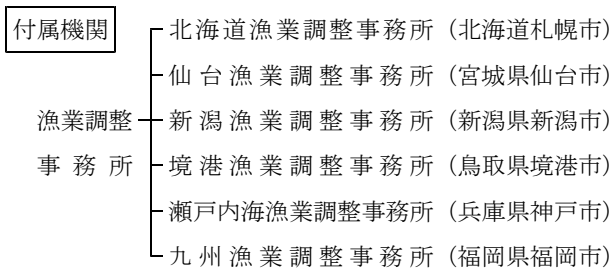 付属機関
北海道漁業調整事務所（北海道札幌市）
仙台漁業調整事務所（宮城県仙台市）
漁業調整 新潟漁業調整事務所（新潟県新潟市）
事務所 境港漁業調整事務所（鳥取県境港市）
瀬戸内海漁業調整事務所（兵庫県神戸市）
九州漁業調整事務所（福岡県福岡市）